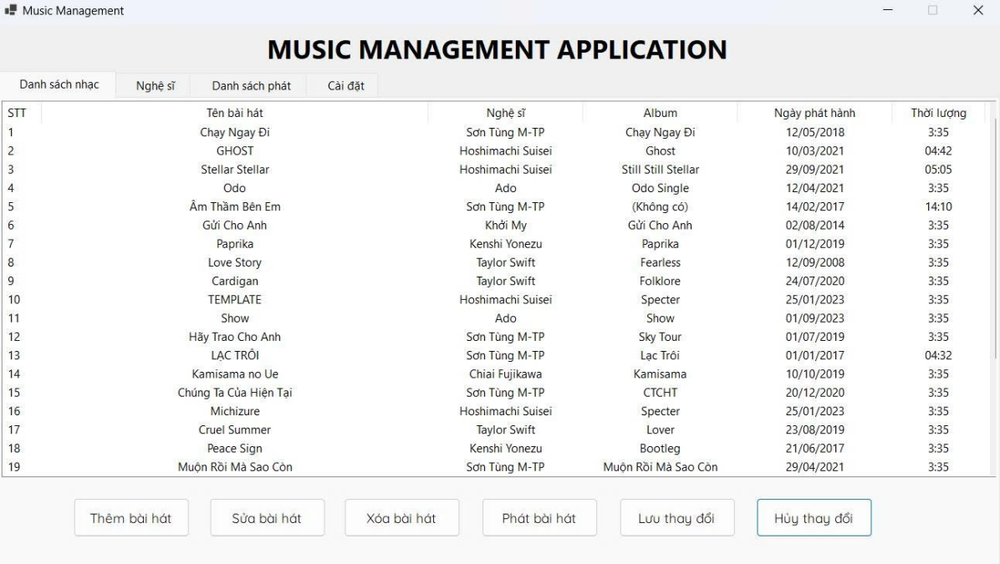 Music Management
MUSIC MANAGEMENT APPLICATION
Danh sách nhạc Nghệ sĩ Danh sách phát Cài đặt
STT Tên bài hát Nghệ sĩ Album Ngày phát hành Thời lượng
1 Chạy Ngay Đi Sơn Tùng M-TP Chạy Ngay Đi 12/05/2018 3:35
2 GHOST Hoshimachi Suisei Ghost 10/03/2021 04:42
3 Stellar Stellar Hoshimachi Suisei Still Still Stellar 29/09/2021 05:05
4 Odo Ado Odo Single 12/04/2021 3:35
5 Âm Thầm Bên Em Sơn Tùng M-TP (Không có) 14/02/2017 14:10
6 Gửi Cho Anh Khởi My Gửi Cho Anh 02/08/2014 3:35
7 Paprika Kenshi Yonezu Paprika 01/12/2019 3:35
8 Love Story Taylor Swift Fearless 12/09/2008 3:35
9 Cardigan Taylor Swift Folklore 24/07/2020 3:35
10 TEMPLATE Hoshimachi Suisei Specter 25/01/2023 3:35
11 Show Ado Show 01/09/2023 3:35
12 Hãy Trao Cho Anh Sơn Tùng M-TP Sky Tour 01/07/2019 3:35
13 LẠC TRÔI Sơn Tùng M-TP Lạc Trôi 01/01/2017 04:32
14 Kamisama no Ue Chiai Fujikawa Kamisama 10/10/2019 3:35
15 Chúng Ta Của Hiện Tại Sơn Tùng M-TP CTCHT 20/12/2020 3:35
16 Michizure Hoshimachi Suisei Specter 25/01/2023 3:35
17 Cruel Summer Taylor Swift Lover 23/08/2019 3:35
18 Peace Sign Kenshi Yonezu Bootleg 21/06/2017 3:35
19 Muộn Rồi Mà Sao Còn Sơn Tùng M-TP Muộn Rồi Mà Sao Còn 29/04/2021 3:35
Thêm bài hát Sửa bài hát Xóa bài hát Phát bài hát Lưu thay đổi Hủy thay đổi